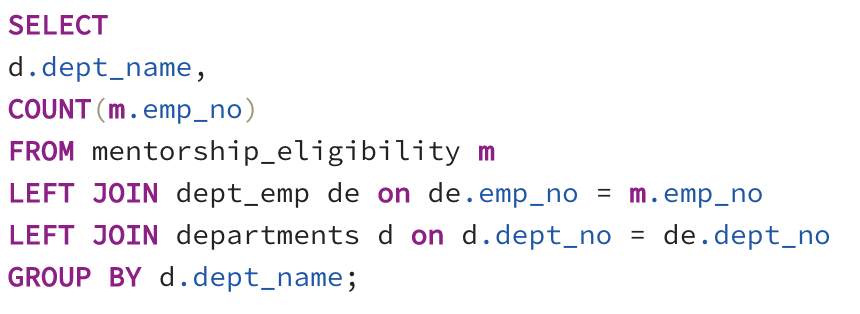 SELECT
d.dept_name,
COUNT(m.emp_no)
FROM mentorship_eligibility m
LEFT JOIN dept_emp de on de.emp_no = m.emp_no
LEFT JOIN departments d on d.dept_no = de.dept_no
GROUP BY d.dept_name;